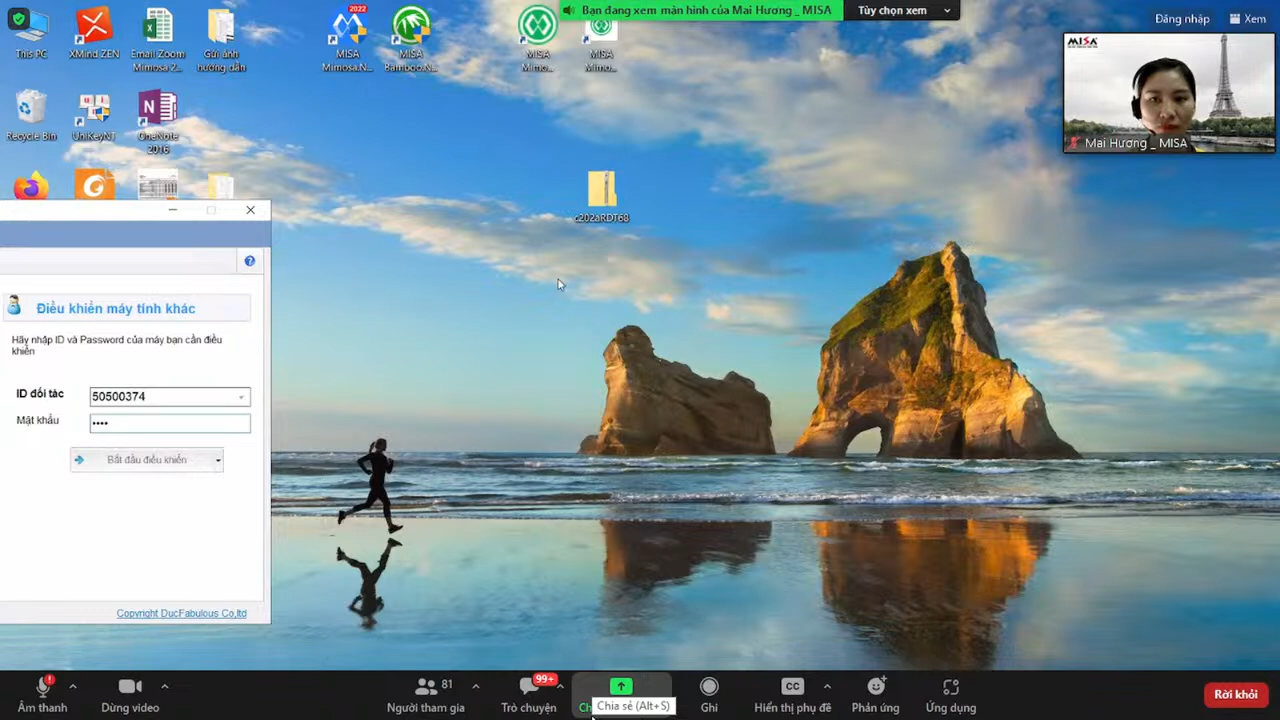 Bạn đang xem màn hình của Mai Hương _ MISA
Tùy chọn xem
Đăng nhập
Xem
This PC
XMind ZEN
Email Zoom
Mimosa 2...
Gửi ảnh
hướng dẫn
2022
MISA
Mimosa.N...
MISA
Bamboo.N...
MISA
Mimo...
MISA
Mimo...
MISA
Mai Hương _ MISA
Recycle Bin
UniKeyNT
OneNote
2016
c202aRDT68
Điều khiển máy tính khác
Hãy nhập ID và Password của máy bạn cần điều
khiển
ID đối tác
50500374
Mật khẩu
••••
Bắt đầu điều khiển
Copyright DucFabulous Co,ltd
Âm thanh
Dừng video
Người tham gia
81
Trò chuyện
99+
Chia sẻ (Alt+S)
Ghi
CC
Hiển thị phụ đề
Phản ứng
Ứng dụng
Rời khỏi